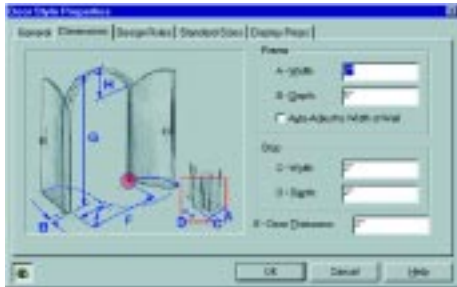 Door Style Properties
General Dimensions Design Rules Standard Sizes Display Props
Frame
A - Width
B - Depth
Auto-Adjust to Width of Wall
Stop
C - Width
D - Depth
E - Door Thickness
H
G
F
B
D
C
A
OK Cancel Help